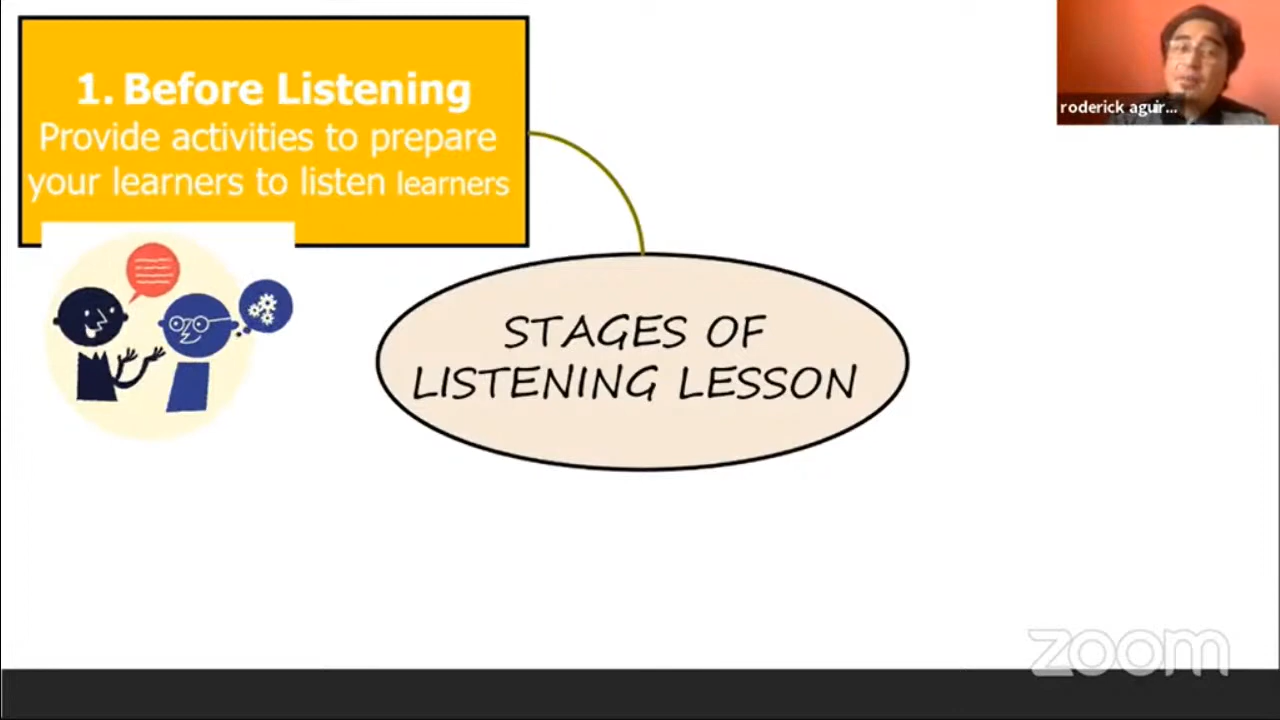 1. Before Listening
Provide activities to prepare
your learners to listen learners
STAGES OF
LISTENING LESSON
roderick aguir...
zoom